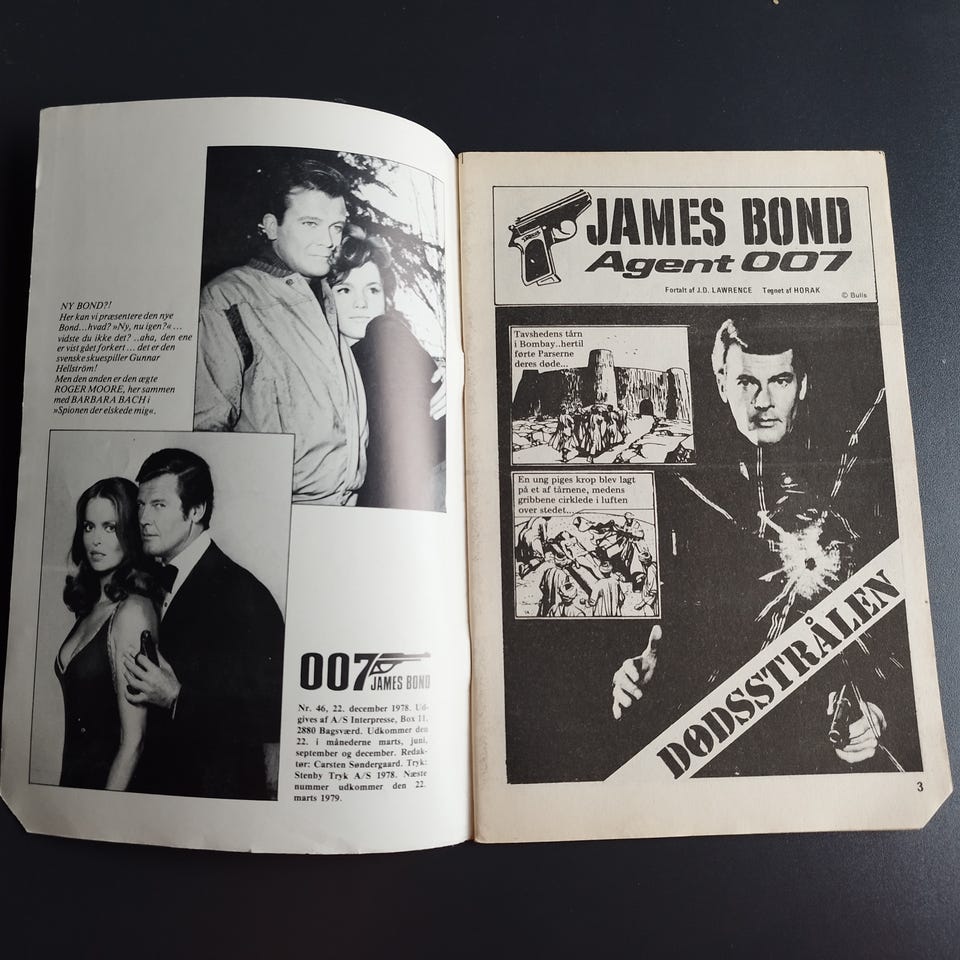 NY BOND?!
Her kan vi præsentere den nye
Bond...hvad? »Ny, nu igen?«...
vidste du ikke det? ..aha, den ene
er vist gået forkert... det er den
svenske skuespiller Gunnar
Hellström!
Men den anden er den ægte
ROGER MOORE, her sammen
med BARBARA BACH i
»Spionen der elskede mig«.
007
JAMES BOND
Nr. 46, 22. december 1978. Ud-
gives af A/S Interpresse, Box 11,
2880 Bagsværd. Udkommer den
22. i månederne marts, juni,
september og december. Redak-
tør: Carsten Søndergaard. Tryk:
Stenby Tryk A/S 1978. Næste
nummer udkommer den 22.
marts 1979.
JAMES BOND
Agent 007
Fortalt af J.D. LAWRENCE Tegnet af HORAK
© Bulls
Tavshedens tårn
i Bombay..hertil
førte Parserne
deres døde...
En ung piges krop blev lagt
på et af tårnene, medens
gribbene cirklede i luften
over stedet...
DØDSSTRÅLEN
3